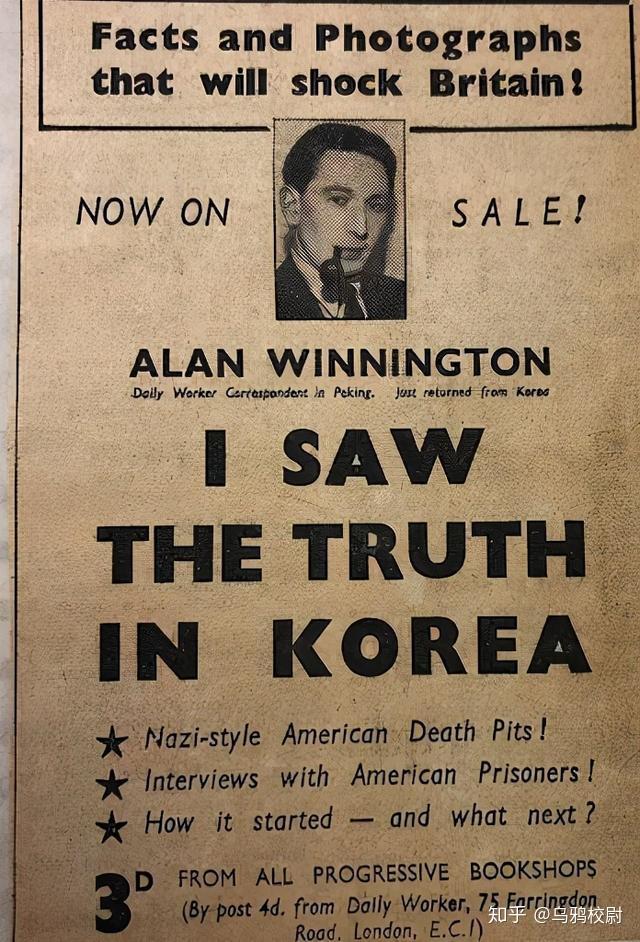 Facts and Photographs
that will shock Britain!
NOW ON SALE!
ALAN WINNINGTON
Daily Worker Correspondent in Peking. Just returned from Korea
I SAW
THE TRUTH
IN KOREA
★ Nazi-style American Death Pits!
★ Interviews with American Prisoners!
★ How it started — and what next?
3D FROM ALL PROGRESSIVE BOOKSHOPS
(By post 4d. from Daily Worker, 75 Farringdon
Road, London, E.C.1)
知乎 @乌鸦校尉